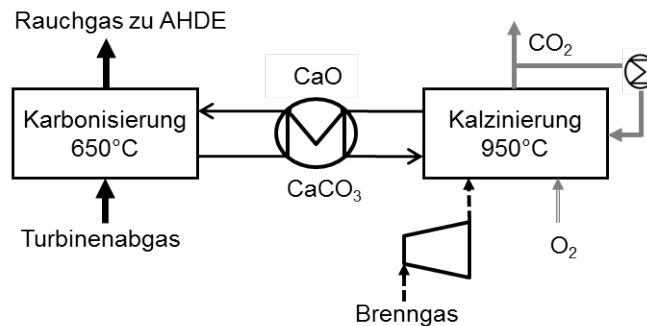 Rauchgas zu AHDE
CO₂
CaO
Karbonisierung
650°C
Kalzinierung
950°C
CaCO₃
Turbinenabgas
O₂
Brenngas